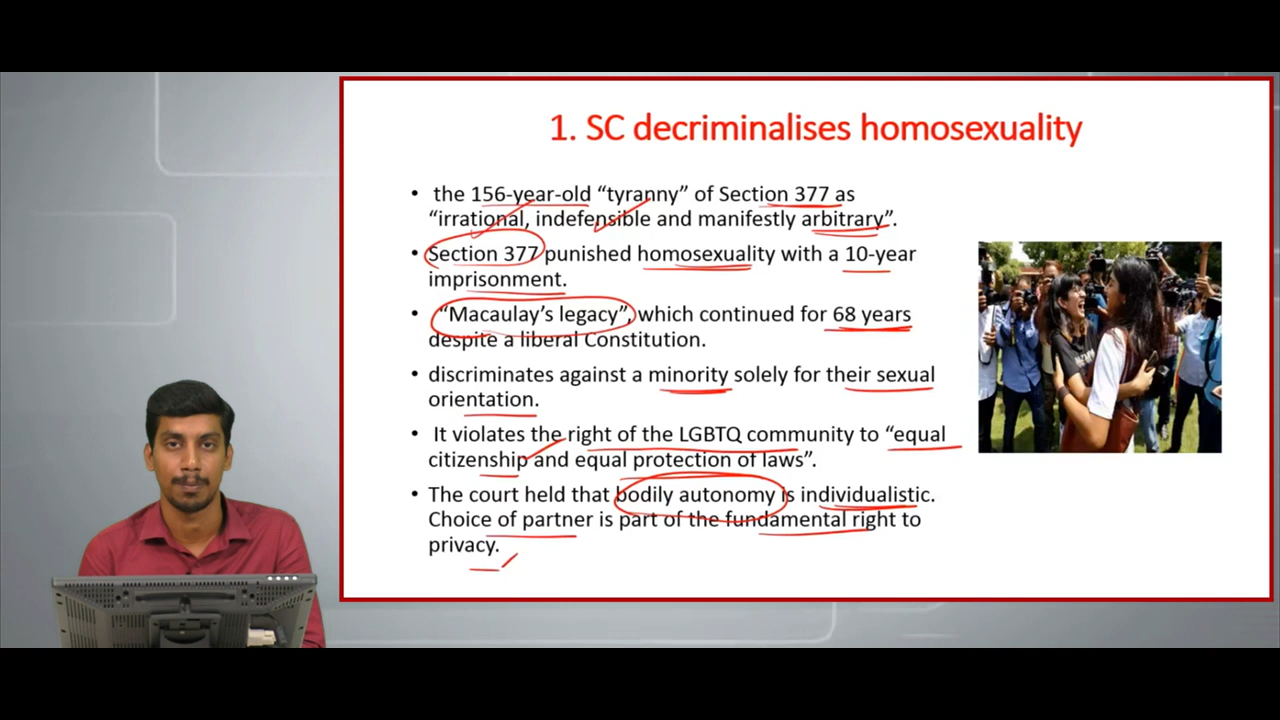 1. SC decriminalises homosexuality
• the 156-year-old “tyranny” of Section 377 as
“irrational, indefensible and manifestly arbitrary”.
• Section 377 punished homosexuality with a 10-year
imprisonment.
• “Macaulay’s legacy”, which continued for 68 years
despite a liberal Constitution.
• discriminates against a minority solely for their sexual
orientation.
• It violates the right of the LGBTQ community to “equal
citizenship and equal protection of laws”.
• The court held that bodily autonomy is individualistic.
Choice of partner is part of the fundamental right to
privacy.